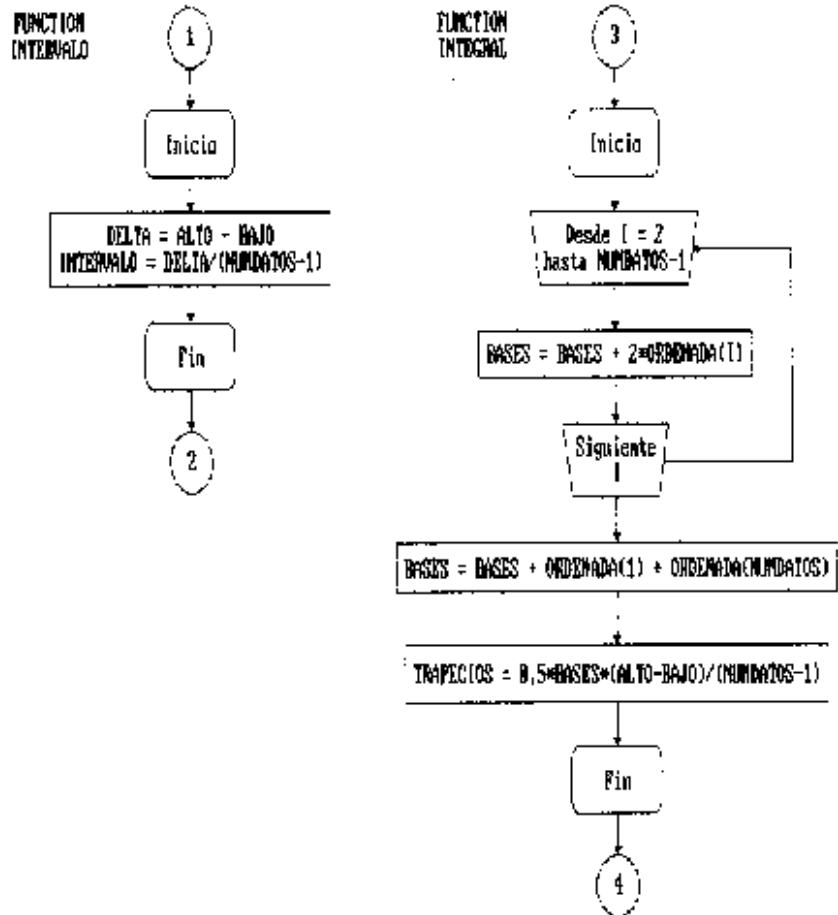 FUNCTION
INTERVALO
1
Inicio
DELTA = ALTO - BAJO
INTERVALO = DELTA/(NUMDATOS-1)
Fin
2
FUNCTION
INTEGRAL
3
Inicio
Desde I = 2
hasta NUMDATOS-1
BASES = BASES + 2*ORDENADA(I)
Siguiente
I
BASES = BASES + ORDENADA(1) + ORDENADA(NUMDATOS)
TRAPECIOS = 0,5*BASES*(ALTO-BAJO)/(NUMDATOS-1)
Fin
4